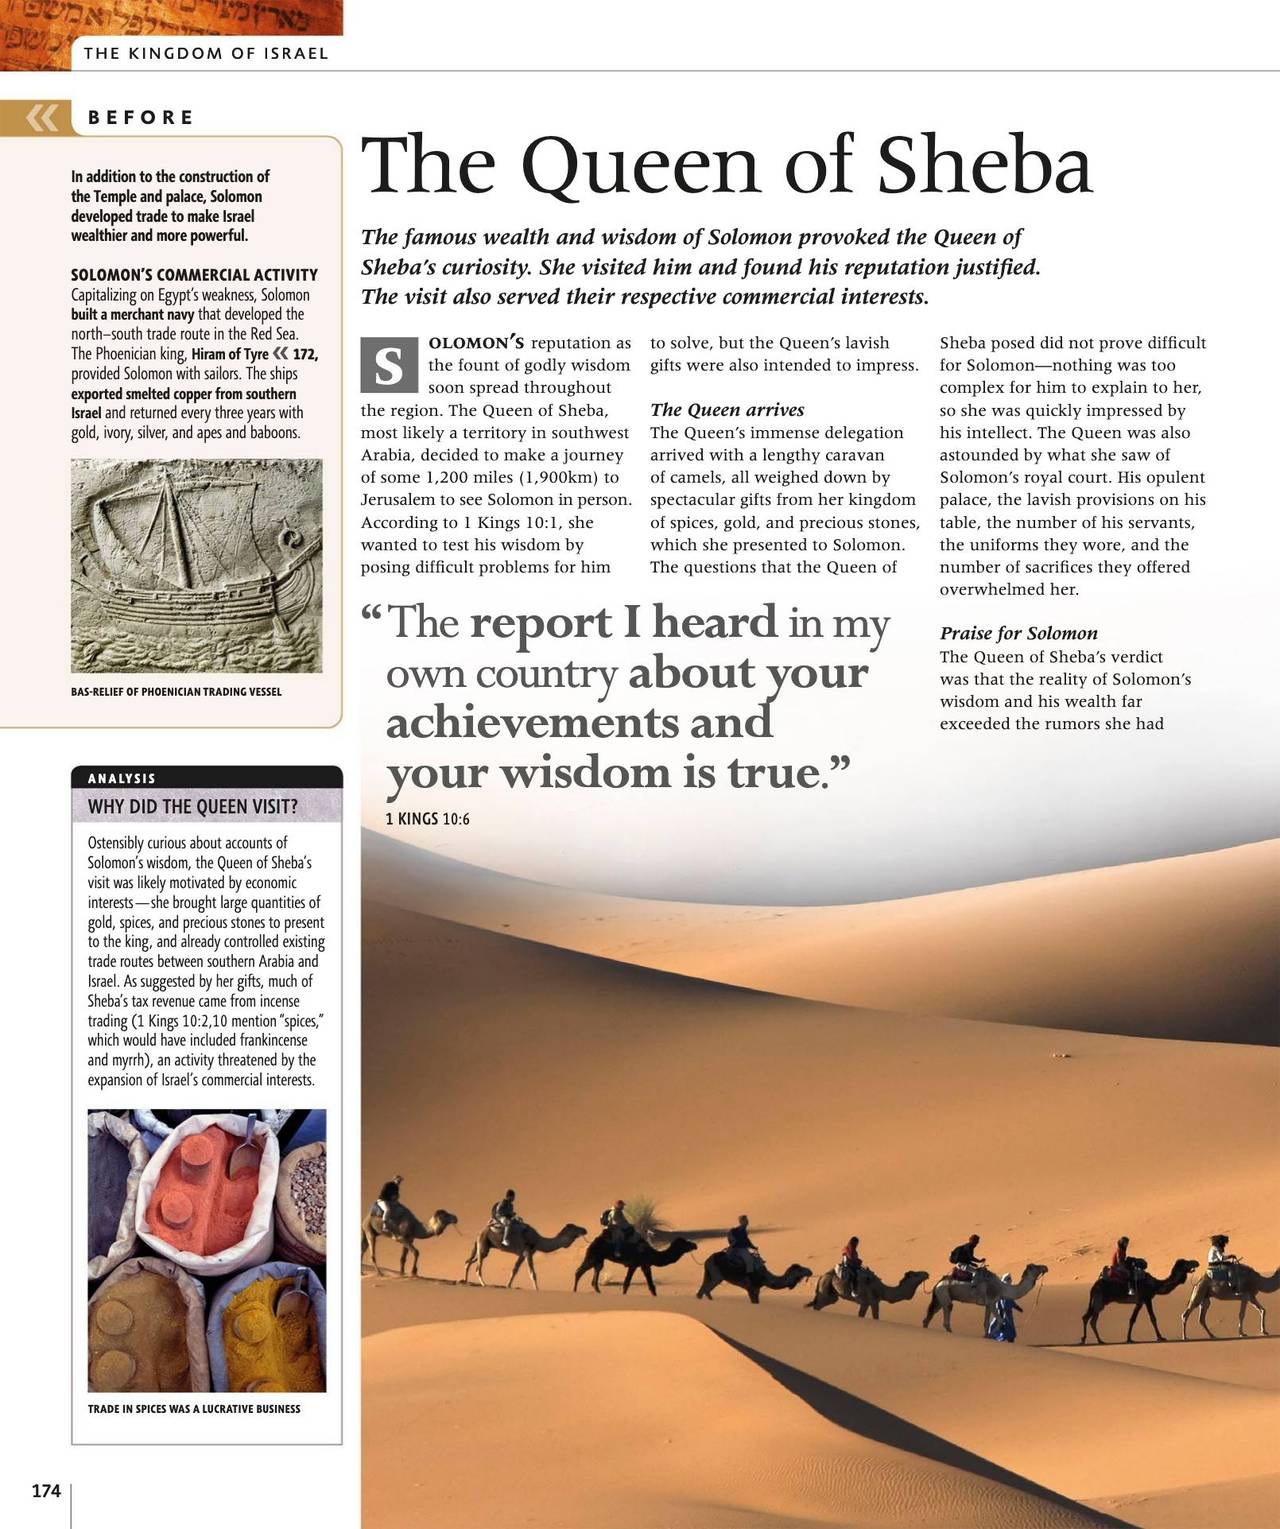 THE KINGDOM OF ISRAEL
« BEFORE
In addition to the construction of
the Temple and palace, Solomon
developed trade to make Israel
wealthier and more powerful.
SOLOMON'S COMMERCIAL ACTIVITY
Capitalizing on Egypt's weakness, Solomon
built a merchant navy that developed the
north–south trade route in the Red Sea.
The Phoenician king, Hiram of Tyre « 172,
provided Solomon with sailors. The ships
exported smelted copper from southern
Israel and returned every three years with
gold, ivory, silver, and apes and baboons.
BAS-RELIEF OF PHOENICIAN TRADING VESSEL
ANALYSIS
WHY DID THE QUEEN VISIT?
Ostensibly curious about accounts of
Solomon's wisdom, the Queen of Sheba's
visit was likely motivated by economic
interests—she brought large quantities of
gold, spices, and precious stones to present
to the king, and already controlled existing
trade routes between southern Arabia and
Israel. As suggested by her gifts, much of
Sheba's tax revenue came from incense
trading (1 Kings 10:2,10 mention "spices,"
which would have included frankincense
and myrrh), an activity threatened by the
expansion of Israel's commercial interests.
TRADE IN SPICES WAS A LUCRATIVE BUSINESS
The Queen of Sheba
The famous wealth and wisdom of Solomon provoked the Queen of
Sheba's curiosity. She visited him and found his reputation justified.
The visit also served their respective commercial interests.
SOLOMON'S reputation as
the fount of godly wisdom
soon spread throughout
the region. The Queen of Sheba,
most likely a territory in southwest
Arabia, decided to make a journey
of some 1,200 miles (1,900km) to
Jerusalem to see Solomon in person.
According to 1 Kings 10:1, she
wanted to test his wisdom by
posing difficult problems for him
to solve, but the Queen's lavish
gifts were also intended to impress.
The Queen arrives
The Queen's immense delegation
arrived with a lengthy caravan
of camels, all weighed down by
spectacular gifts from her kingdom
of spices, gold, and precious stones,
which she presented to Solomon.
The questions that the Queen of
Sheba posed did not prove difficult
for Solomon—nothing was too
complex for him to explain to her,
so she was quickly impressed by
his intellect. The Queen was also
astounded by what she saw of
Solomon's royal court. His opulent
palace, the lavish provisions on his
table, the number of his servants,
the uniforms they wore, and the
number of sacrifices they offered
overwhelmed her.
Praise for Solomon
The Queen of Sheba's verdict
was that the reality of Solomon's
wisdom and his wealth far
exceeded the rumors she had
"The report I heard in my
own country about your
achievements and
your wisdom is true."
1 KINGS 10:6
174